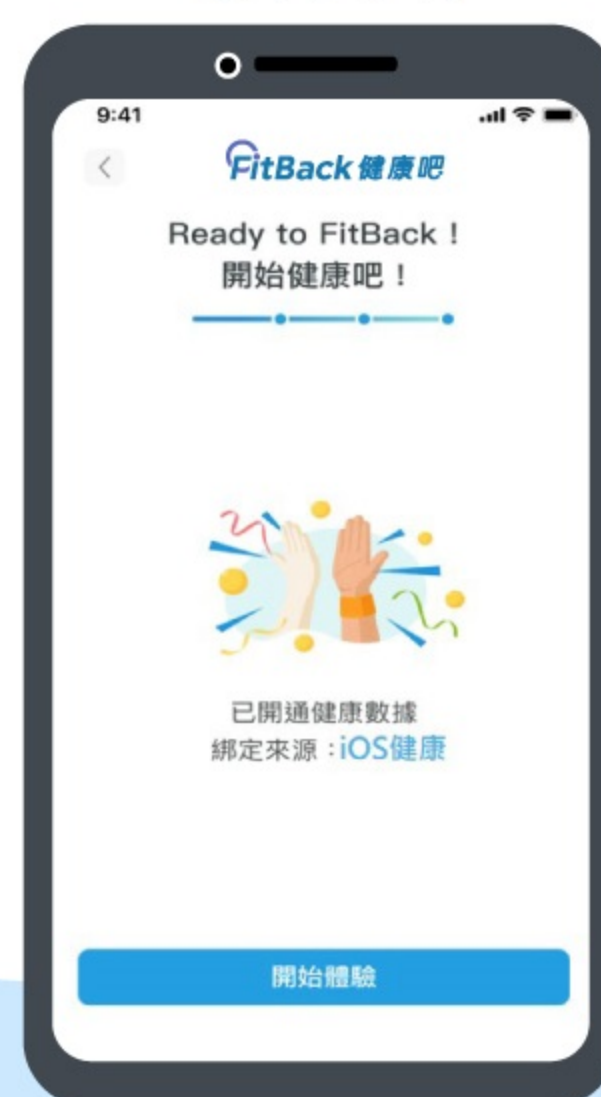 9:41
FitBack健康吧
Ready to FitBack！
開始健康吧！
已開通健康數據
綁定來源：iOS健康
開始體驗